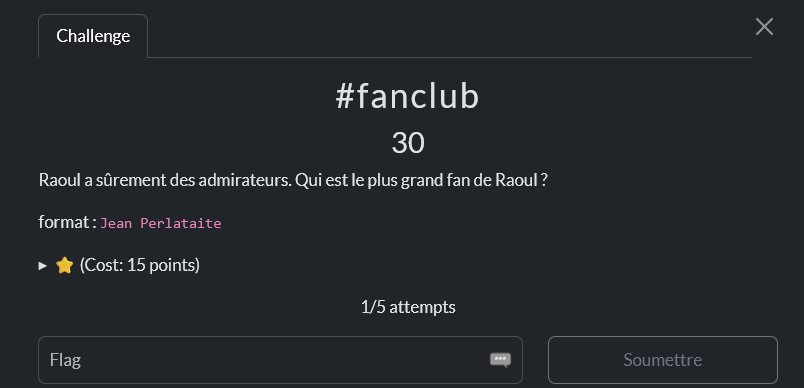 Challenge
#fanclub
30
Raoul a sûrement des admirateurs. Qui est le plus grand fan de Raoul ?
format : Jean Perlataite
▸ ⭐ (Cost: 15 points)
1/5 attempts
Flag
Soumettre